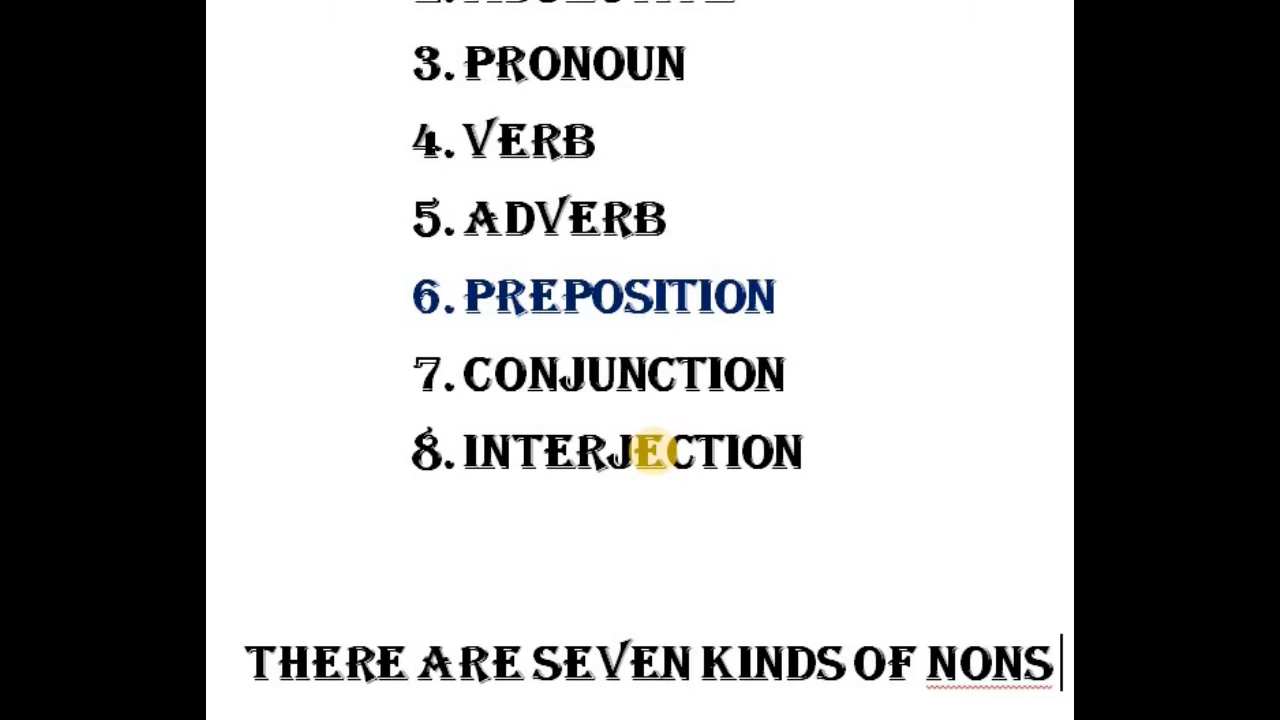 3. PRONOUN
4. VERB
5. ADVERB
6. PREPOSITION
7. CONJUNCTION
8. INTERJECTION
THERE ARE SEVEN KINDS OF NONS